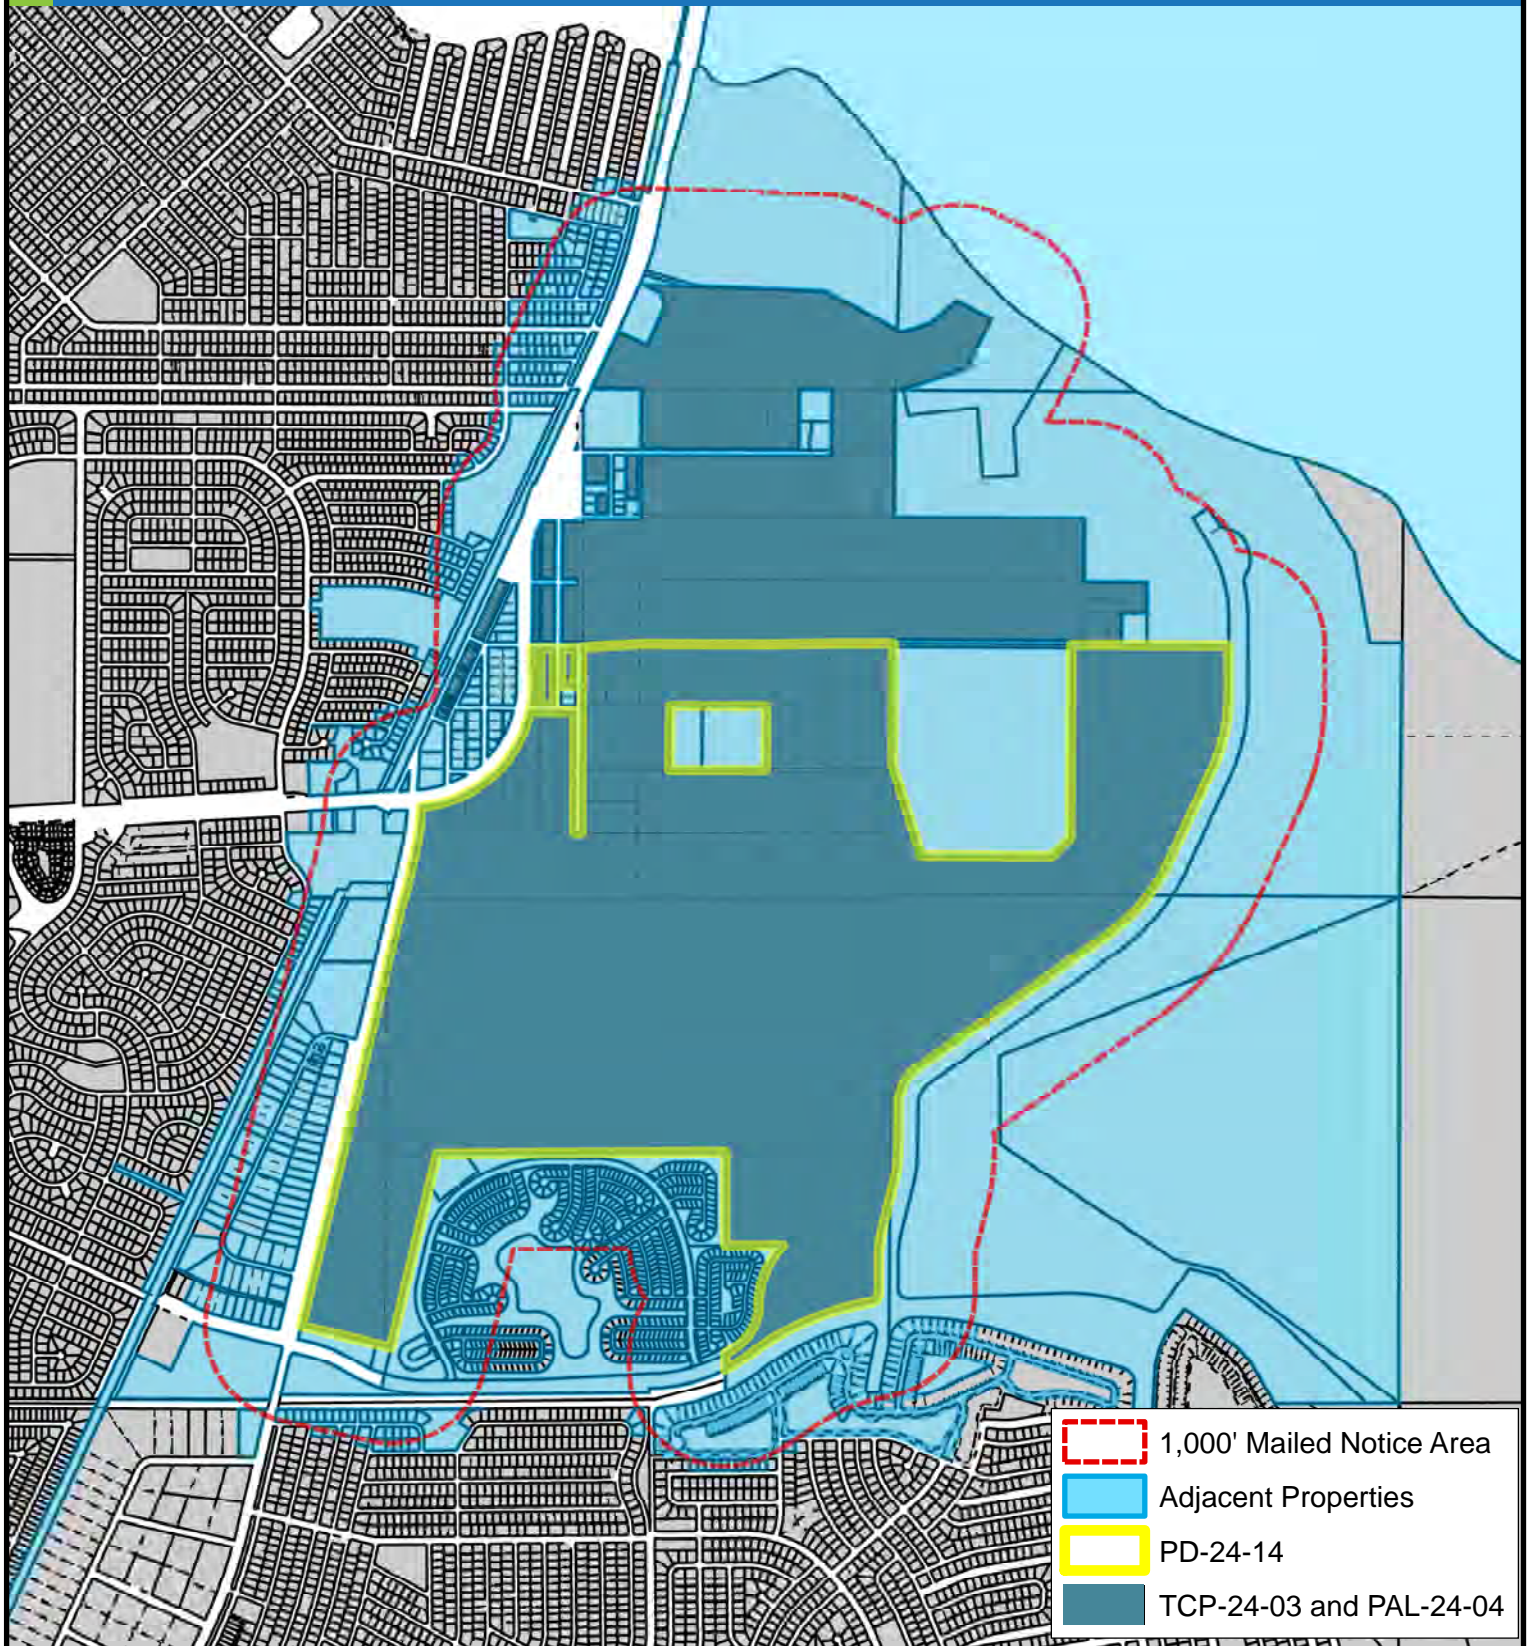 1,000' Mailed Notice Area
Adjacent Properties
PD-24-14
TCP-24-03 and PAL-24-04